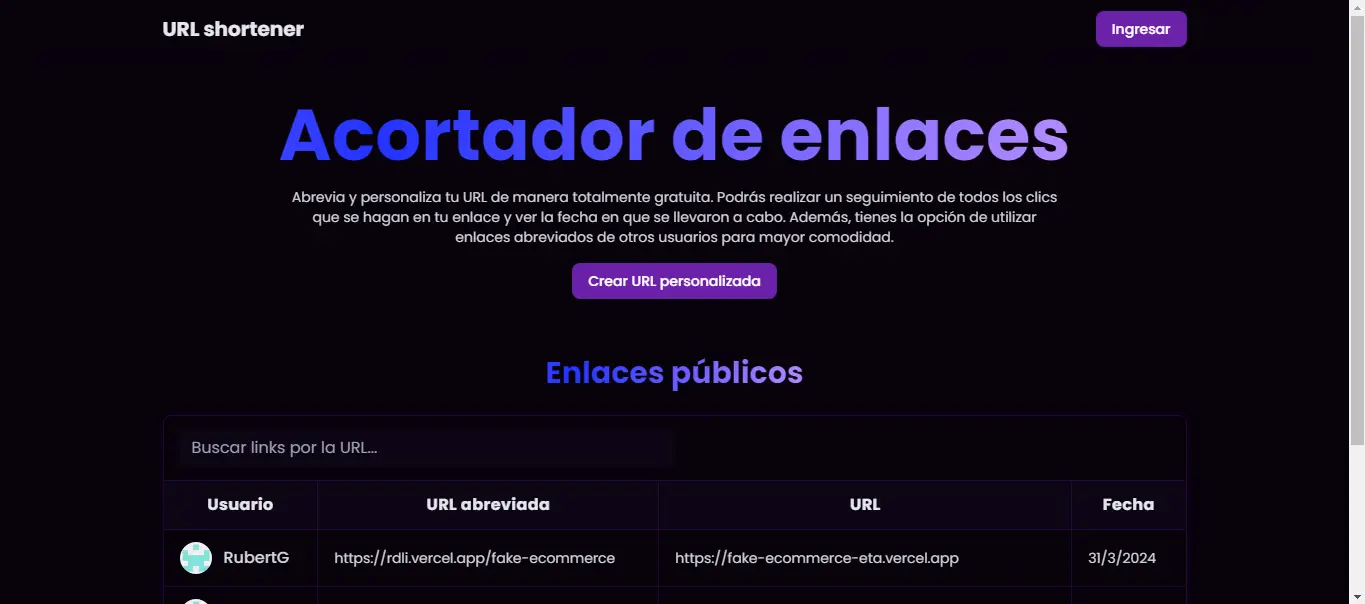 URL shortener
Ingresar
Acortador de enlaces
Abrevia y personaliza tu URL de manera totalmente gratuita. Podrás realizar un seguimiento de todos los clics
que se hagan en tu enlace y ver la fecha en que se llevaron a cabo. Además, tienes la opción de utilizar
enlaces abreviados de otros usuarios para mayor comodidad.
Crear URL personalizada
Enlaces públicos
Buscar links por la URL...
Usuario URL abreviada URL Fecha
RubertG https://rdli.vercel.app/fake-ecommerce https://fake-ecommerce-eta.vercel.app 31/3/2024